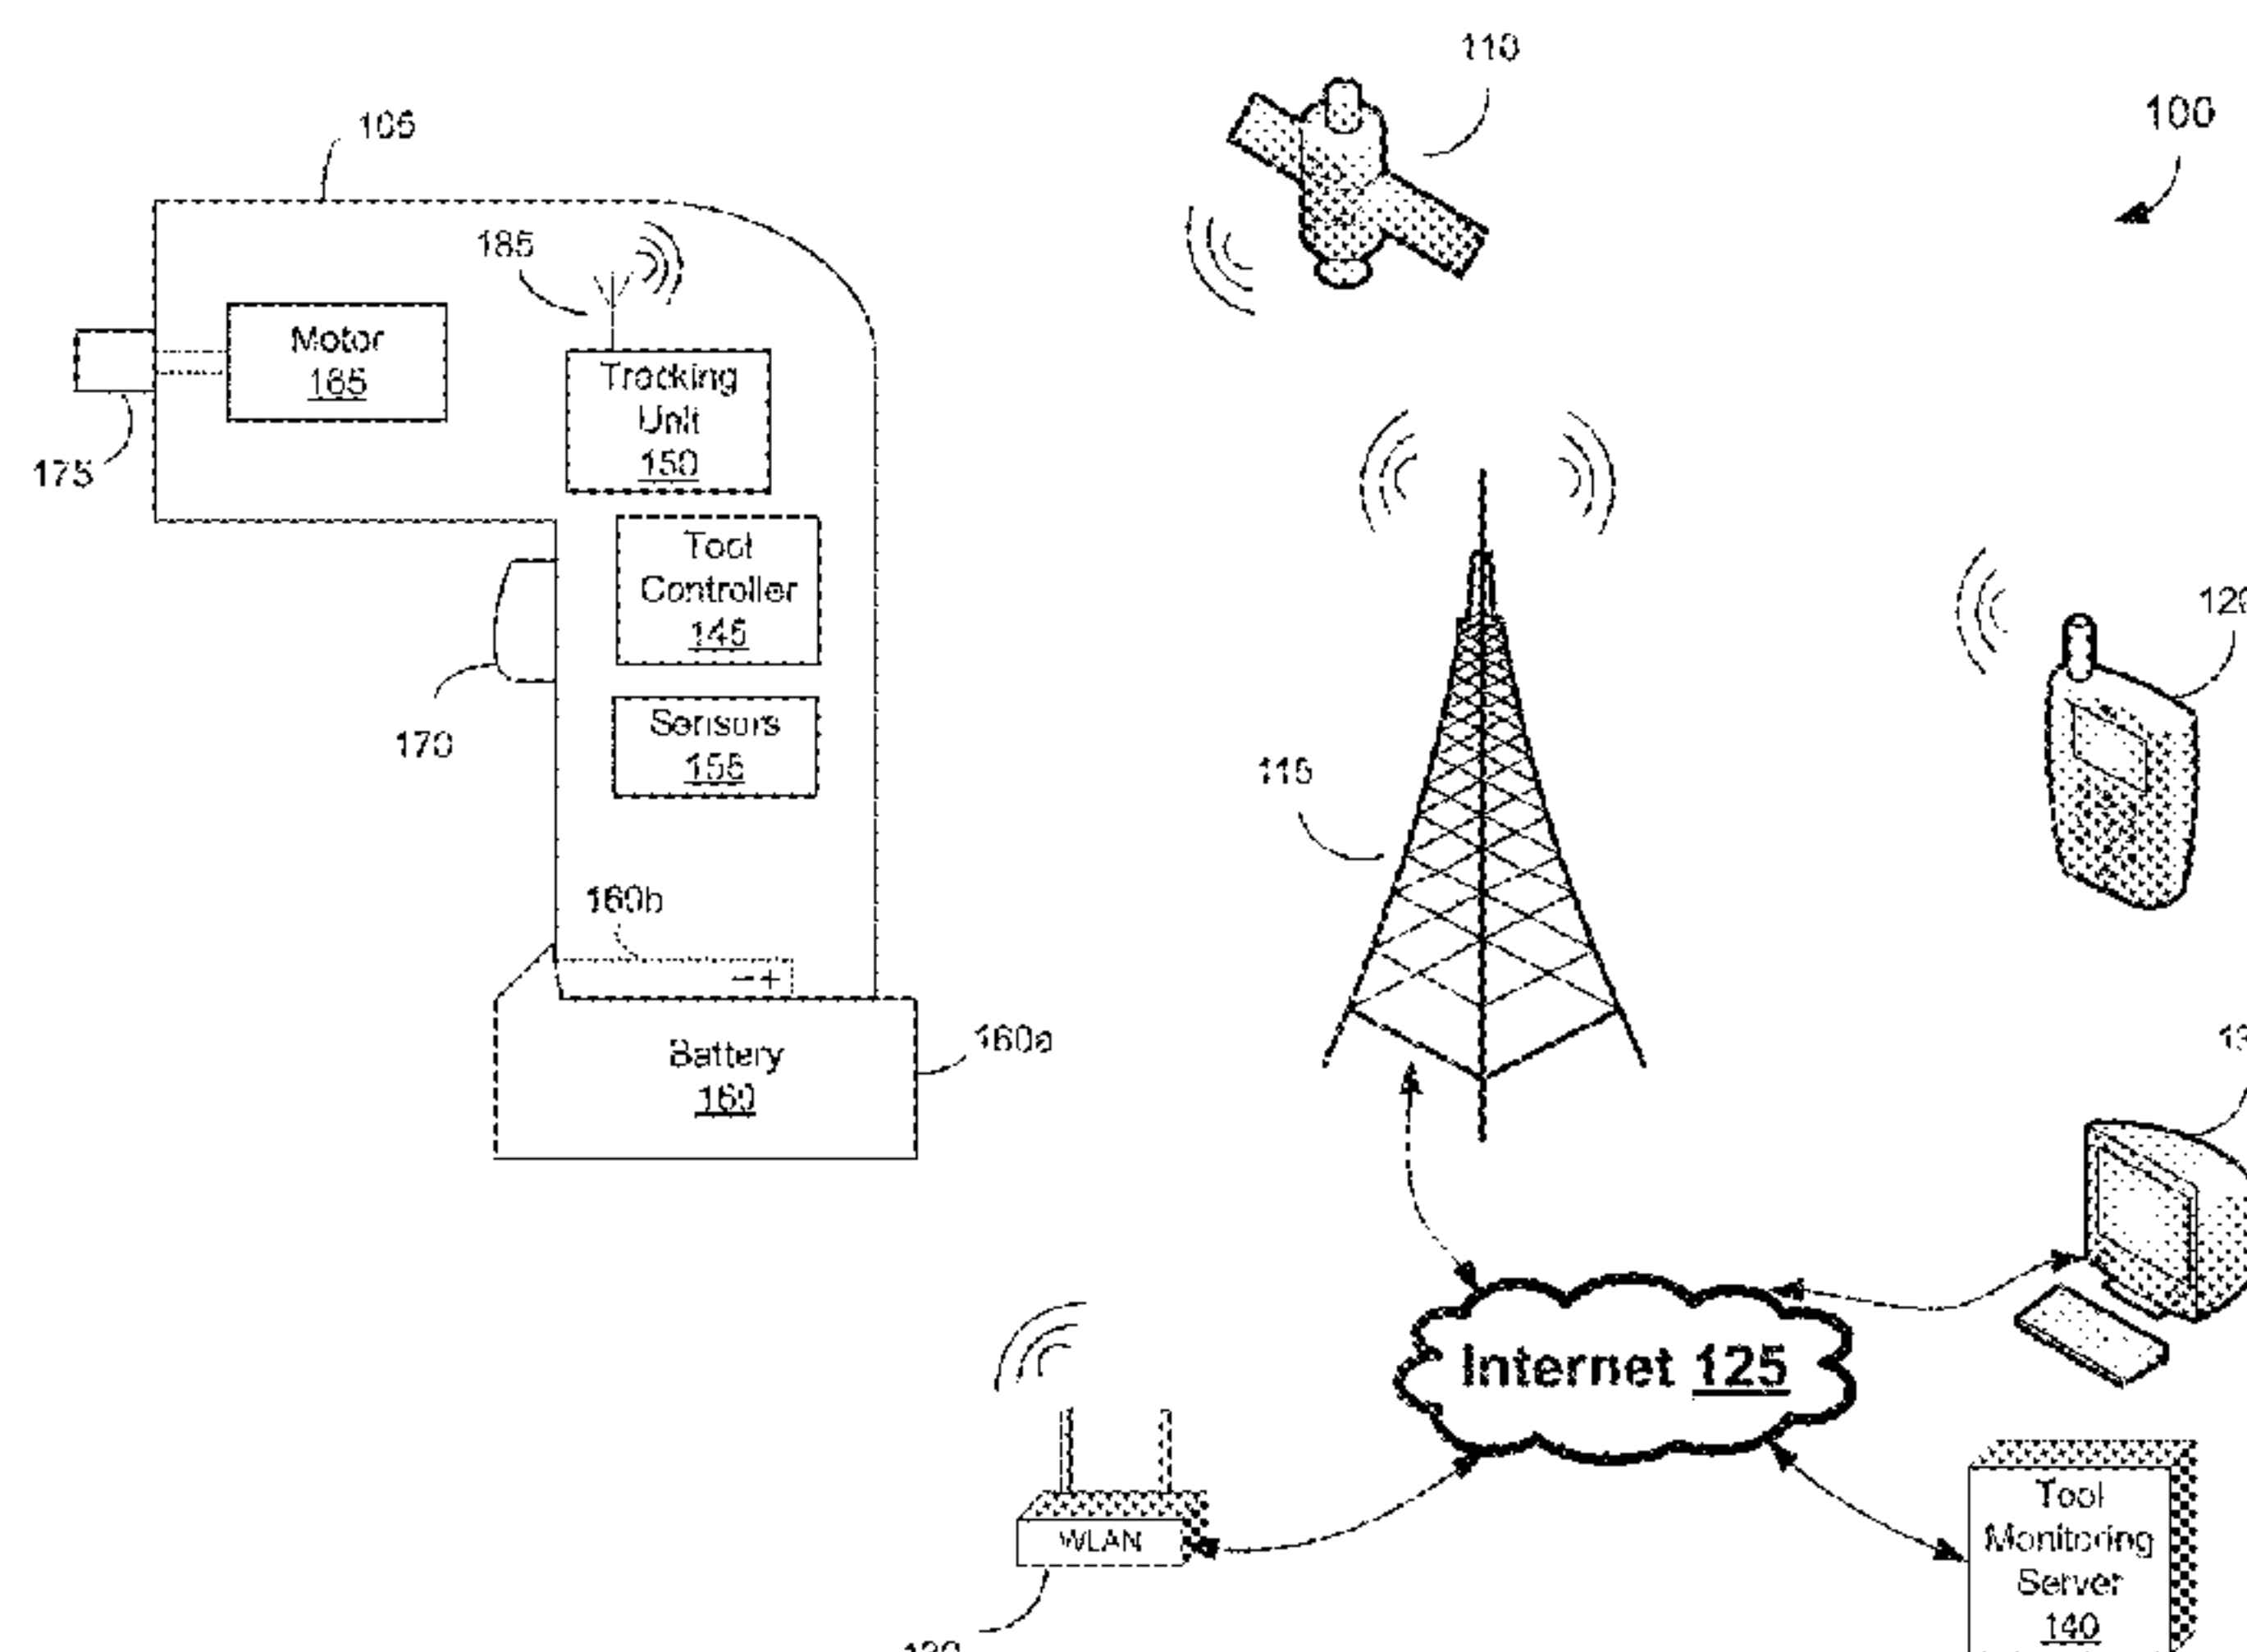 110
100
105
185
Motor
165
Tracking
Unit
150
175
Tool
Controller
145
170
Sensors
155
115
160b
- +
160a
Battery
160
Internet 125
WLAN
Tool
Monitoring
Server
140